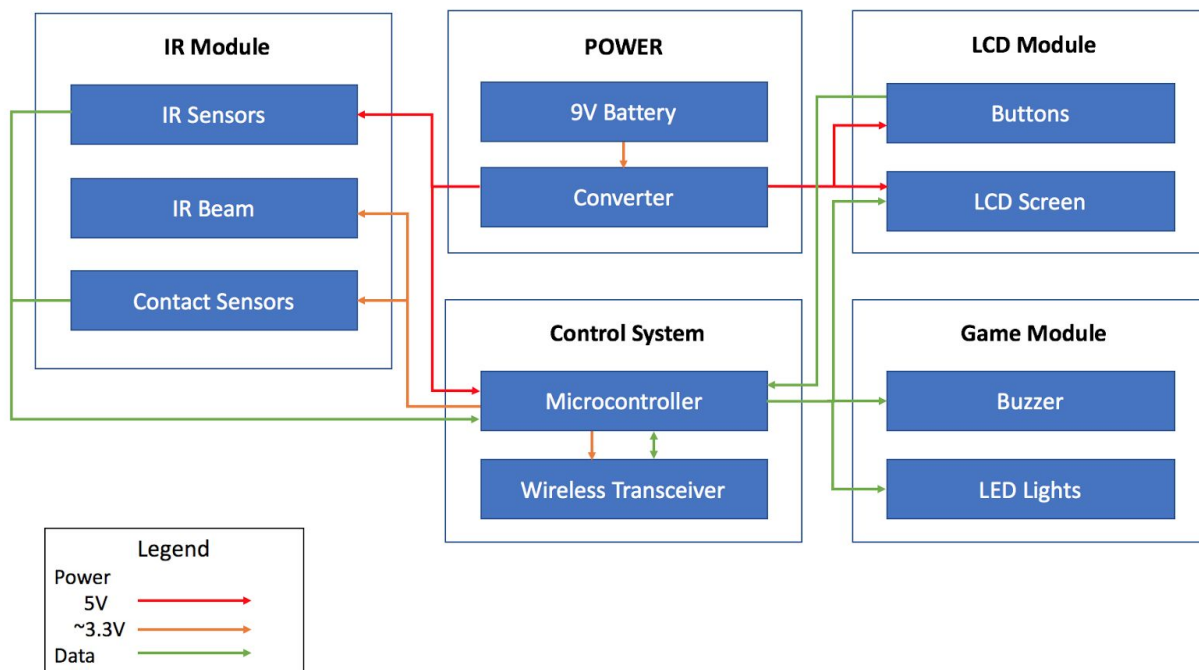 IR Module
IR Sensors
IR Beam
Contact Sensors
POWER
9V Battery
Converter
LCD Module
Buttons
LCD Screen
Control System
Microcontroller
Wireless Transceiver
Game Module
Buzzer
LED Lights
Legend
Power
5V
~3.3V
Data